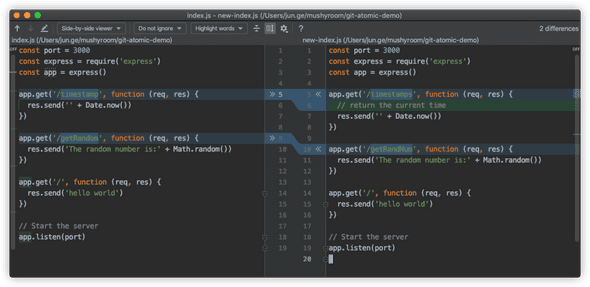 index.js – new-index.js (/Users/jun.ge/mushyroom/git-atomic-demo)
Side-by-side viewer Do not ignore Highlight words ? 2 differences
index.js (/Users/jun.ge/mushyroom/git-atomic-demo) new-index.js (/Users/jun.ge/mushyroom/git-atomic-demo)
const port = 3000 1 1 const port = 3000
const express = require('express') 2 2 const express = require('express')
const app = express() 3 3 const app = express()
4 4
app.get('/timestamp', function (req, res) { 5 5 app.get('/timestamps', function (req, res) {
res.send('' + Date.now()) 6 // return the current time
}) res.send('' + Date.now())
})
app.get('/getRandom', function (req, res) { 9 app.get('/getRandNum', function (req, res) {
res.send('The random number is:' + Math.random()) 10 res.send('The random number is:' + Math.random())
}) 11 11 })
12 12
app.get('/', function (req, res) { 13 13 app.get('/', function (req, res) {
res.send('hello world') 14 14 res.send('hello world')
}) 15 15 })
16 16
// Start the server 17 17 // Start the server
app.listen(port) 18 18 app.listen(port)
19 19
20